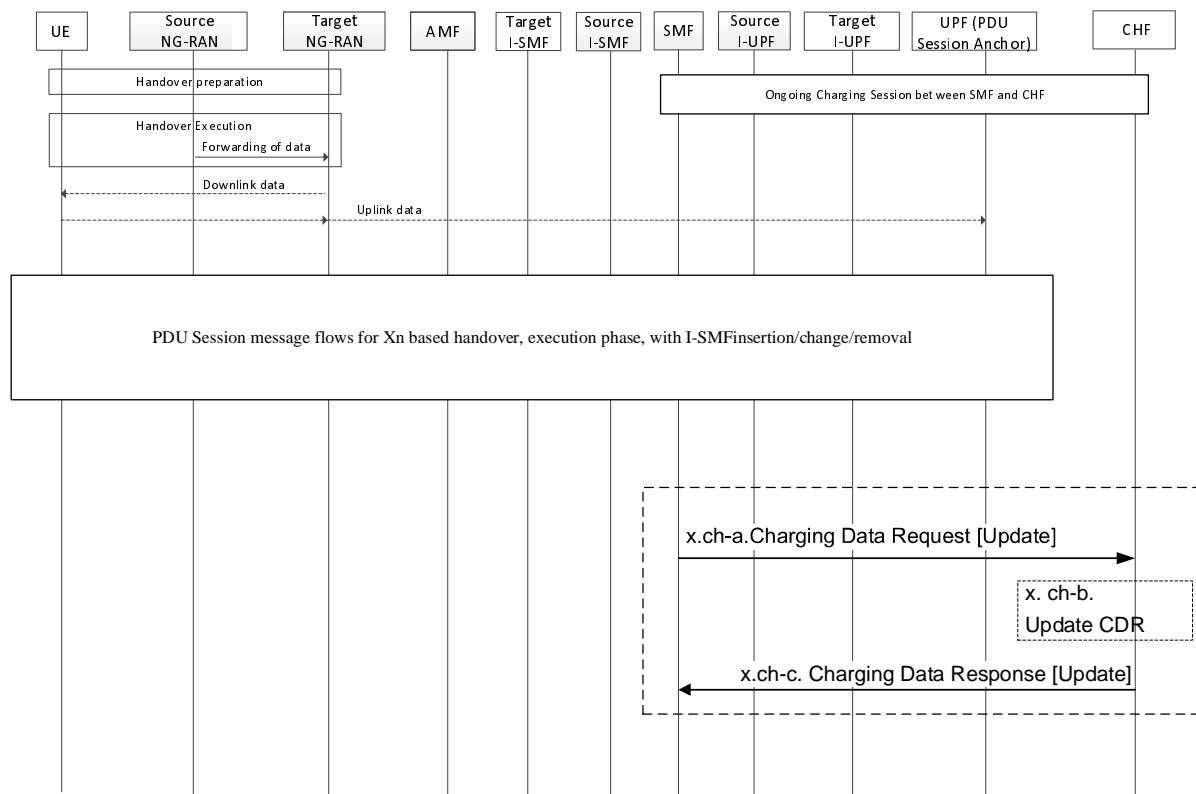 UE
Source
NG-RAN
Target
NG-RAN
AMF
Target
I-SMF
Source
I-SMF
SMF
Source
I-UPF
Target
I-UPF
UPF (PDU
Session Anchor)
CHF
Handover preparation
Ongoing Charging Session between SMF and CHF
Handover Execution
Forwarding of data
Downlink data
Uplink data
PDU Session message flows for Xn based handover, execution phase, with I-SMFinsertion/change/removal
x.ch-a.Charging Data Request [Update]
x. ch-b.
Update CDR
x.ch-c. Charging Data Response [Update]